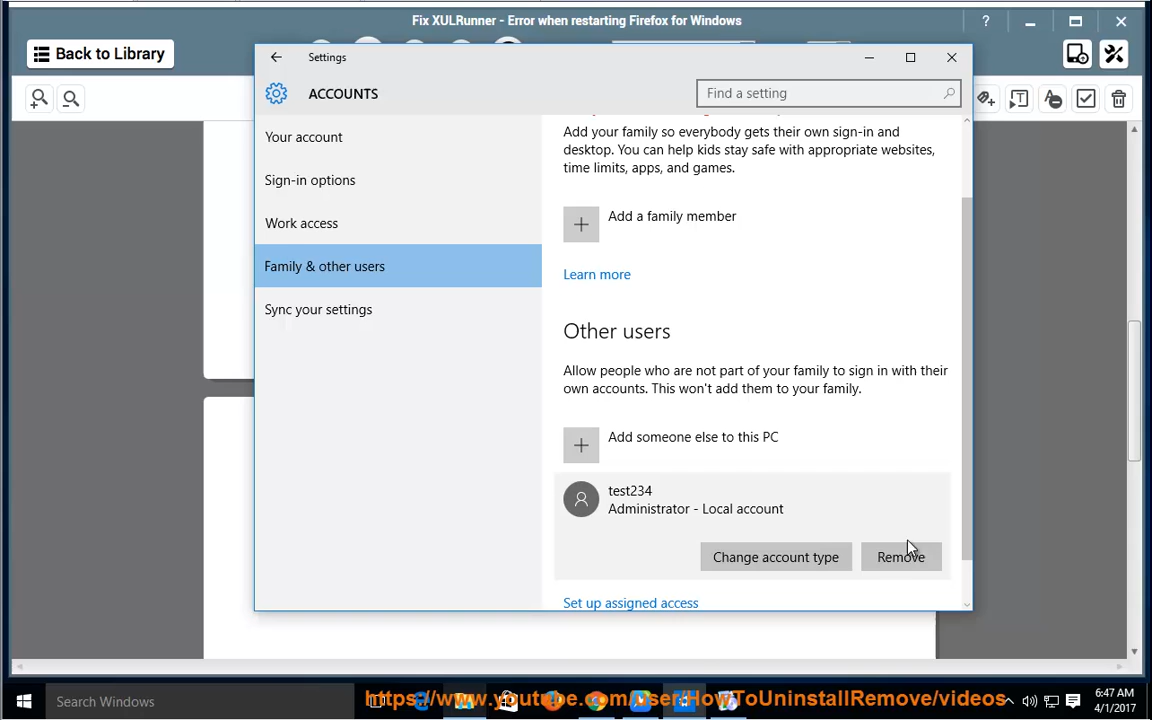 Fix XULRunner - Error when restarting Firefox for Windows
?
Back to Library
Settings
ACCOUNTS
Find a setting
Your account
Sign-in options
Work access
Family & other users
Sync your settings
Add your family so everybody gets their own sign-in and
desktop. You can help kids stay safe with appropriate websites,
time limits, apps, and games.
Add a family member
Learn more
Other users
Allow people who are not part of your family to sign in with their
own accounts. This won't add them to your family.
Add someone else to this PC
test234
Administrator - Local account
Change account type
Remove
Set up assigned access
Search Windows
https://www.youtube.com/user/HowToUninstallRemove/videos
6:47 AM
4/1/2017